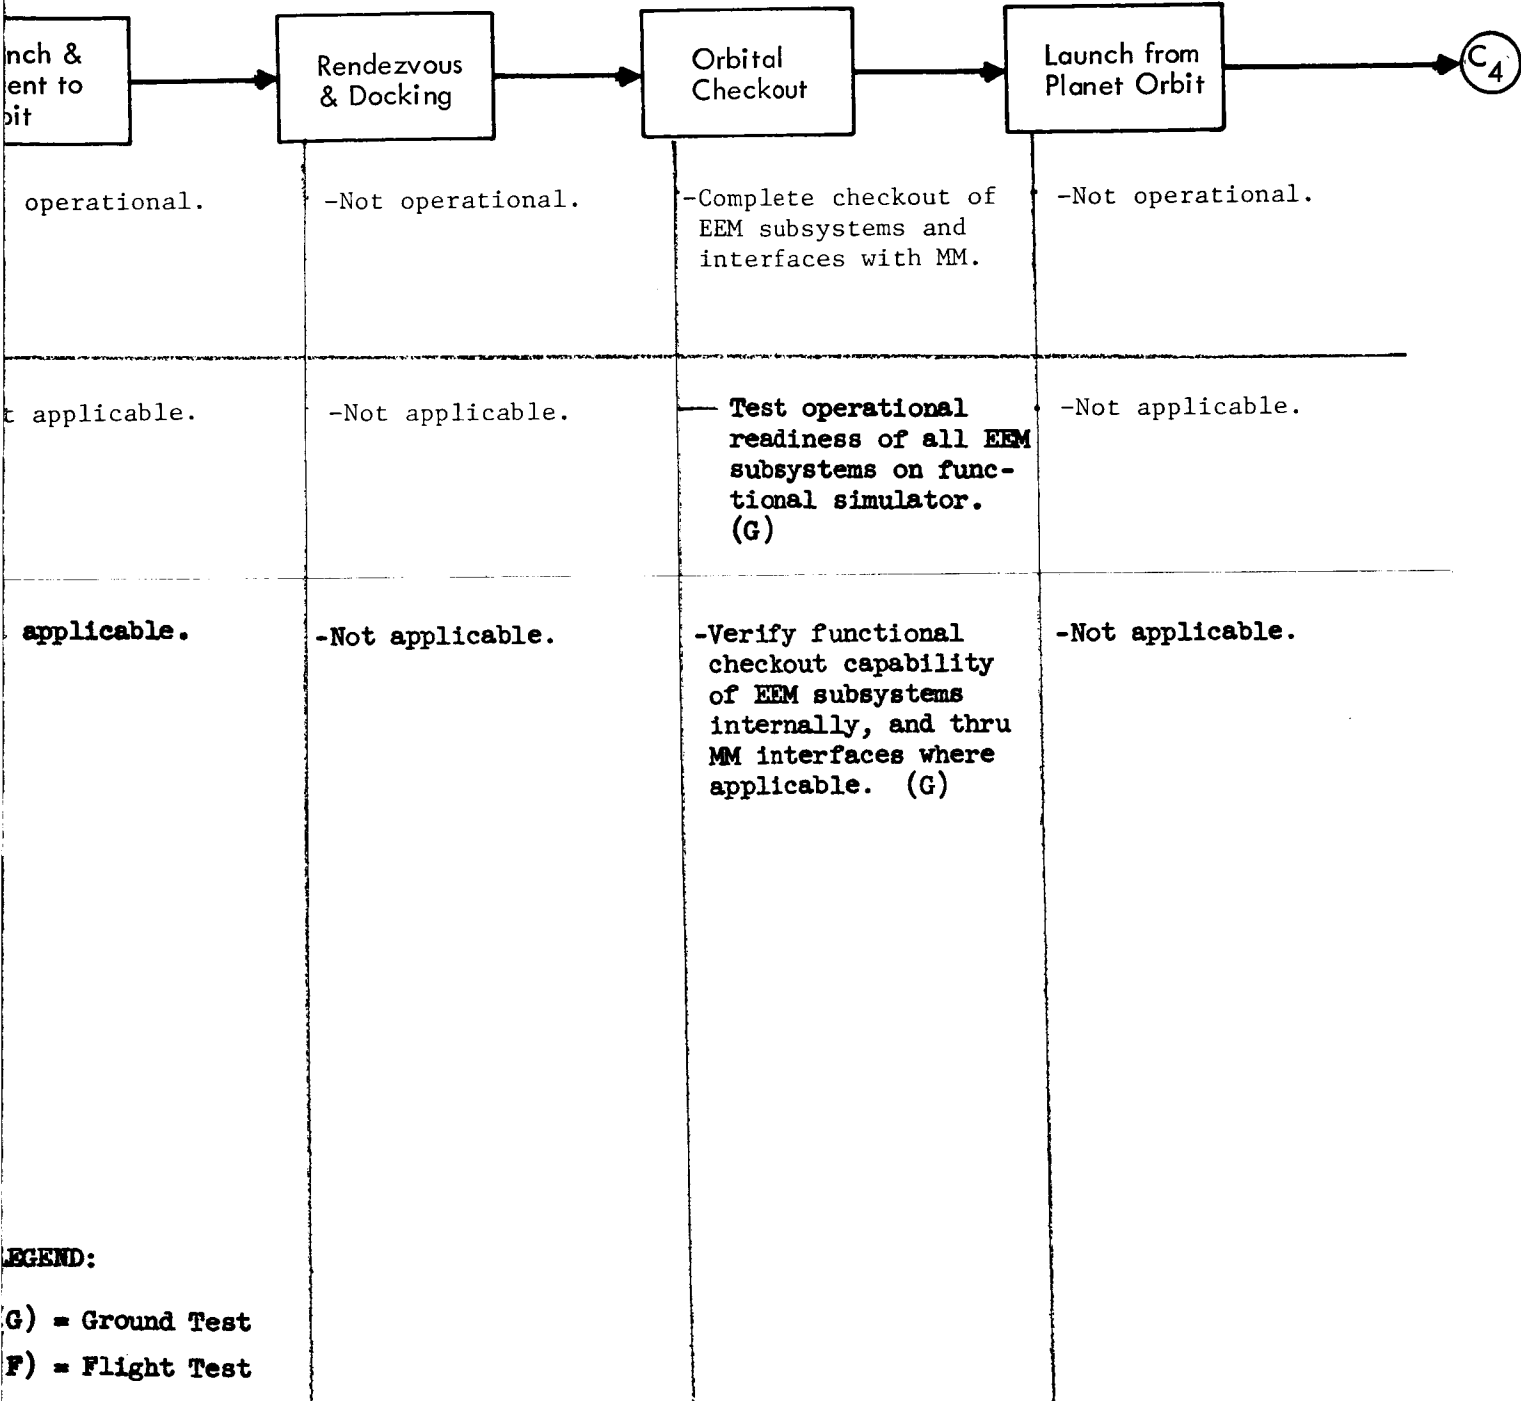 nch &
ent to
bit
Rendezvous
& Docking
Orbital
Checkout
Launch from
Planet Orbit
C4
operational.
-Not operational.
-Complete checkout of
EEM subsystems and
interfaces with MM.
-Not operational.
t applicable.
-Not applicable.
— Test operational
readiness of all EEM
subsystems on func-
tional simulator.
(G)
-Not applicable.
applicable.
-Not applicable.
-Verify functional
checkout capability
of EEM subsystems
internally, and thru
MM interfaces where
applicable. (G)
-Not applicable.
LEGEND:
(G) = Ground Test
F) = Flight Test